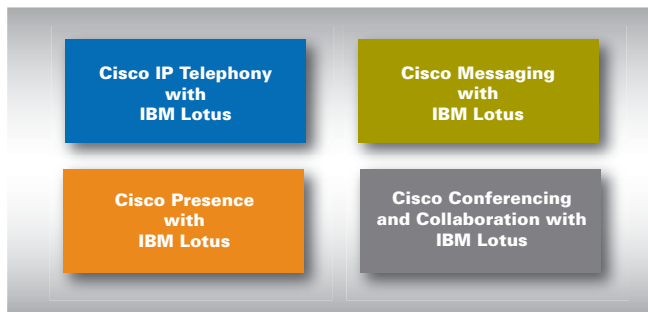 Cisco IP Telephony
with
IBM Lotus
Cisco Messaging
with
IBM Lotus
Cisco Presence
with
IBM Lotus
Cisco Conferencing
and Collaboration with
IBM Lotus